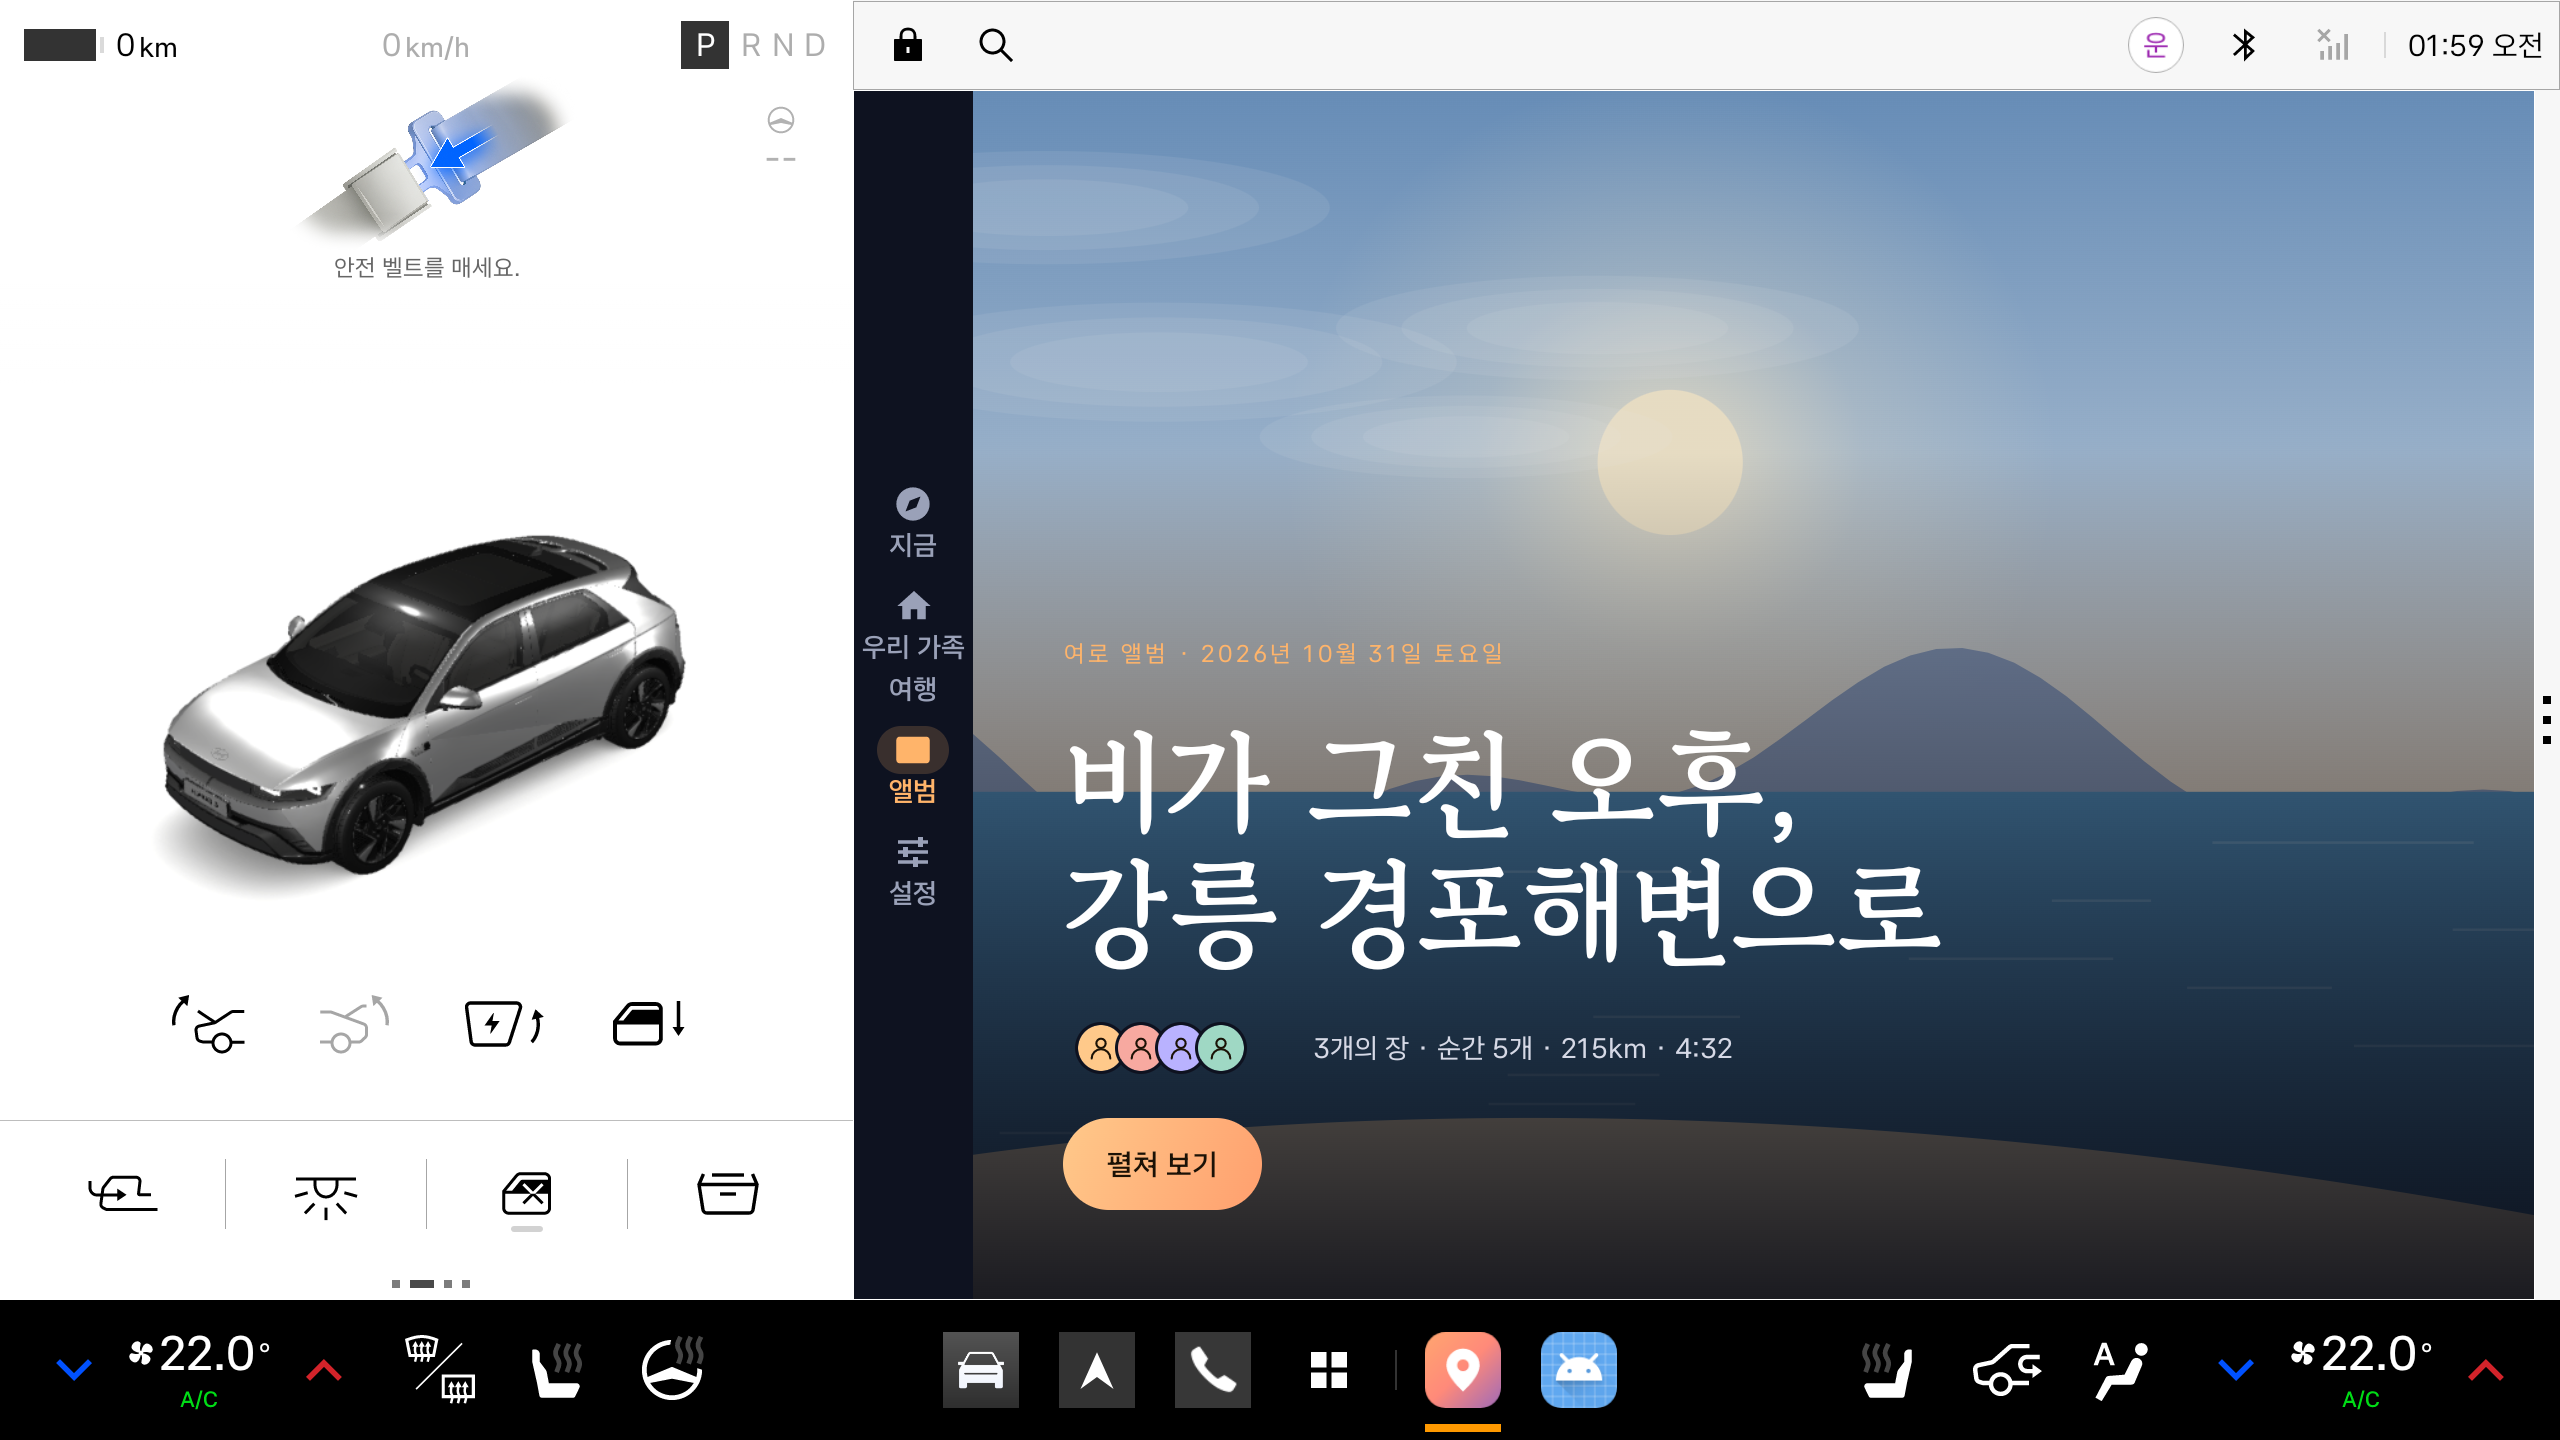 0 km
0 km/h
P R N D
01:59 오전
운
안전 벨트를 매세요.
지금
우리 가족
여행
앨범
설정
여로 앨범 · 2026년 10월 31일 토요일
비가 그친 오후,
강릉 경포해변으로
3개의 장 · 순간 5개 · 215km · 4:32
펼쳐 보기
22.0°
A/C
A
22.0°
A/C